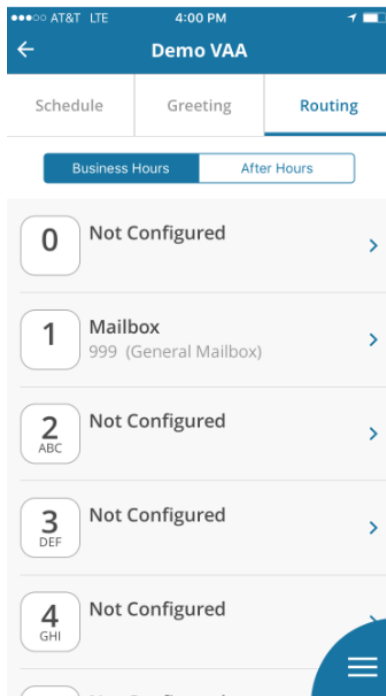 AT&T LTE 4:00 PM
Demo VAA
Schedule Greeting Routing
Business Hours After Hours
0 Not Configured
1 Mailbox
999 (General Mailbox)
2 Not Configured
ABC
3 Not Configured
DEF
4 Not Configured
GHI